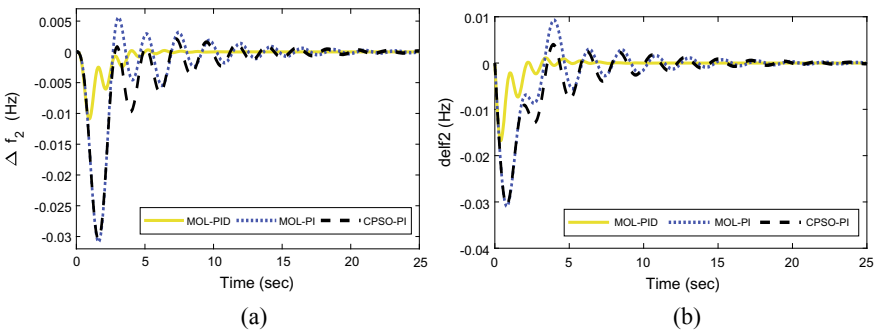 0.005
0
-0.005
-0.01
-0.015
-0.02
-0.025
-0.03
Δ f2 (Hz)
MOL-PID MOL-PI CPSO-PI
0 5 10 15 20 25
Time (sec)
(a)
0.01
0
-0.01
-0.02
-0.03
-0.04
delf2 (Hz)
MOL-PID MOL-PI CPSO-PI
0 5 10 15 20 25
Time (sec)
(b)